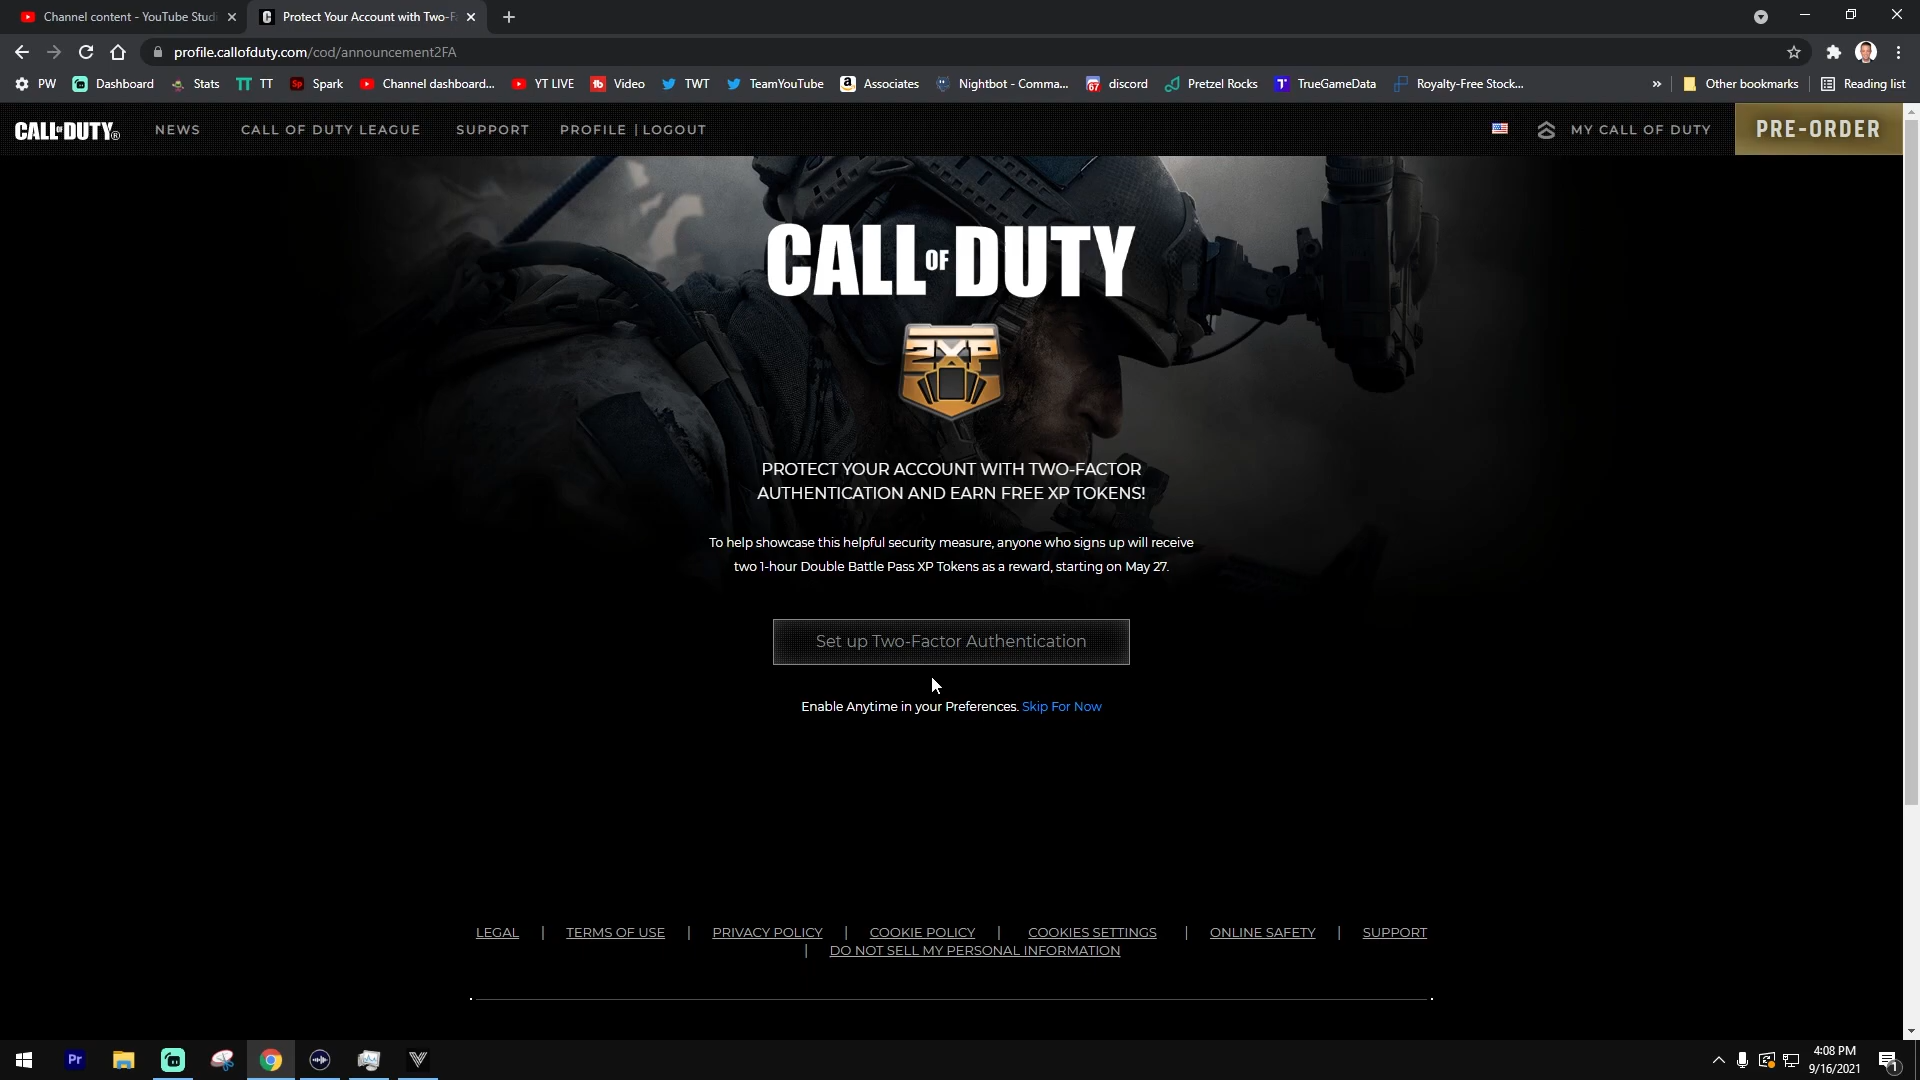 Channel content - YouTube Studi
Protect Your Account with Two-F
profile.callofduty.com/cod/announcement2FA
PW
Dashboard
Stats
TT TT
Sp Spark
Channel dashboard...
YT LIVE
tb Video
TWT
TeamYouTube
Associates
Nightbot - Comma...
67 discord
Pretzel Rocks
T TrueGameData
Royalty-Free Stock...
»
Other bookmarks
Reading list
CALL OF DUTY®
NEWS
CALL OF DUTY LEAGUE
SUPPORT
PROFILE | LOGOUT
MY CALL OF DUTY
PRE-ORDER
CALL OF DUTY
2XP
PROTECT YOUR ACCOUNT WITH TWO-FACTOR
AUTHENTICATION AND EARN FREE XP TOKENS!
To help showcase this helpful security measure, anyone who signs up will receive
two 1-hour Double Battle Pass XP Tokens as a reward, starting on May 27.
Set up Two-Factor Authentication
Enable Anytime in your Preferences. Skip For Now
LEGAL | TERMS OF USE | PRIVACY POLICY | COOKIE POLICY | COOKIES SETTINGS | ONLINE SAFETY | SUPPORT
| DO NOT SELL MY PERSONAL INFORMATION
Pr
4:08 PM
9/16/2021
1